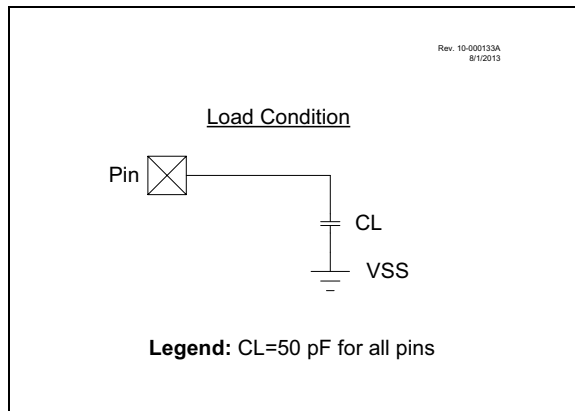 Rev. 10-000133A
8/1/2013
Load Condition
Pin
CL
VSS
Legend: CL=50 pF for all pins